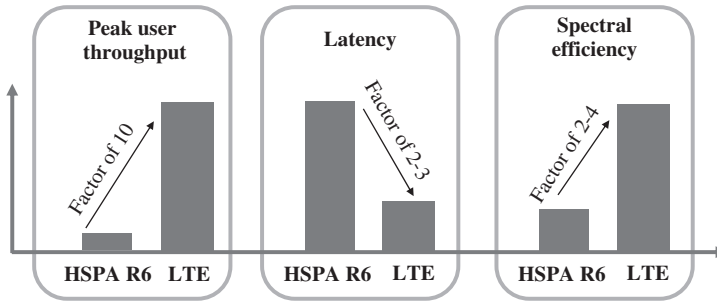 Peak user
throughput
Factor of 10
HSPA R6 LTE
Latency
Factor of 2-3
HSPA R6 LTE
Spectral
efficiency
Factor of 2-4
HSPA R6 LTE